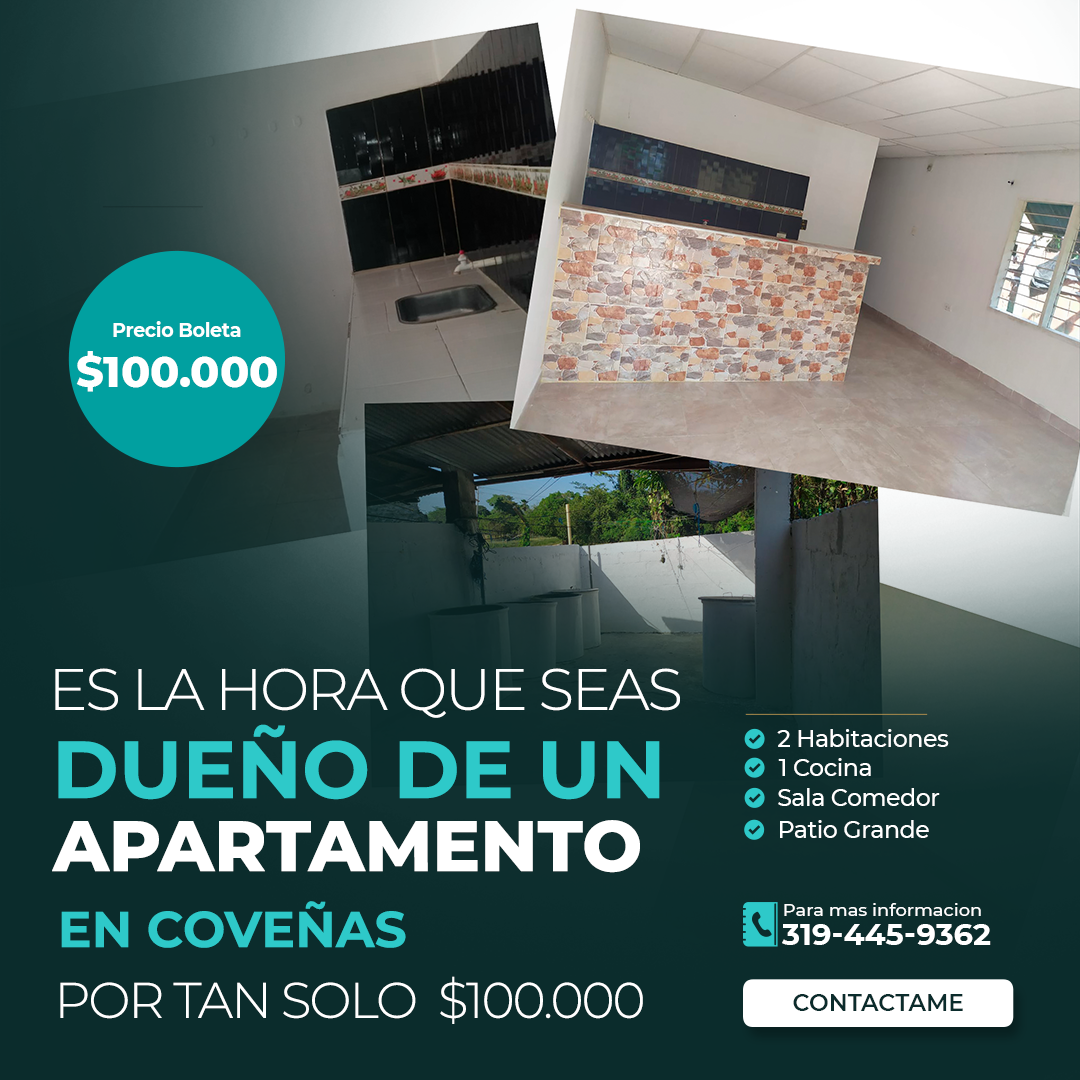 Precio Boleta
$100.000
ES LA HORA QUE SEAS
DUEÑO DE UN
APARTAMENTO
EN COVEÑAS
POR TAN SOLO $100.000
2 Habitaciones
1 Cocina
Sala Comedor
Patio Grande
Para mas informacion
319-445-9362
CONTACTAME